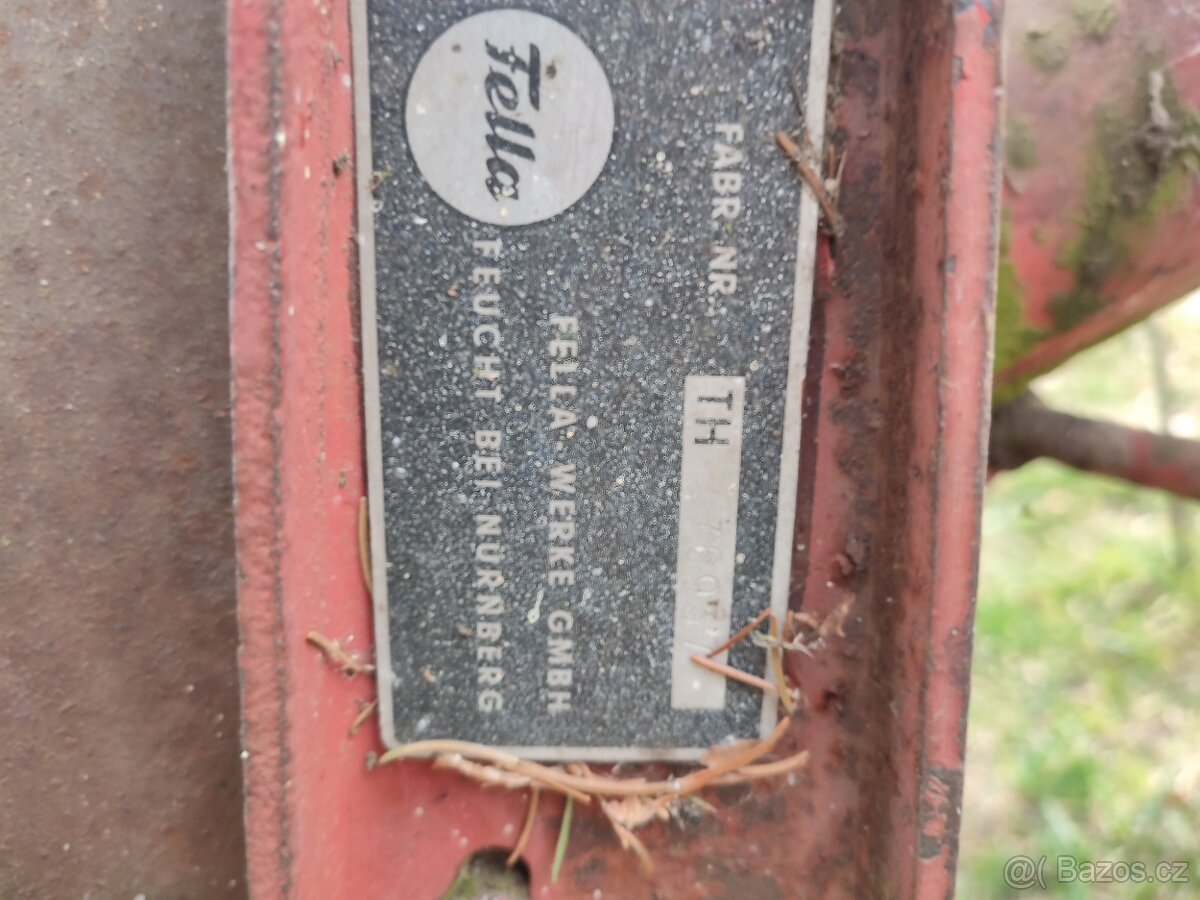 Fella
FABR. NR. TH
FELLA-WERKE GMBH
FEUCHT BEI NÜRNBERG
@( Bazos.cz